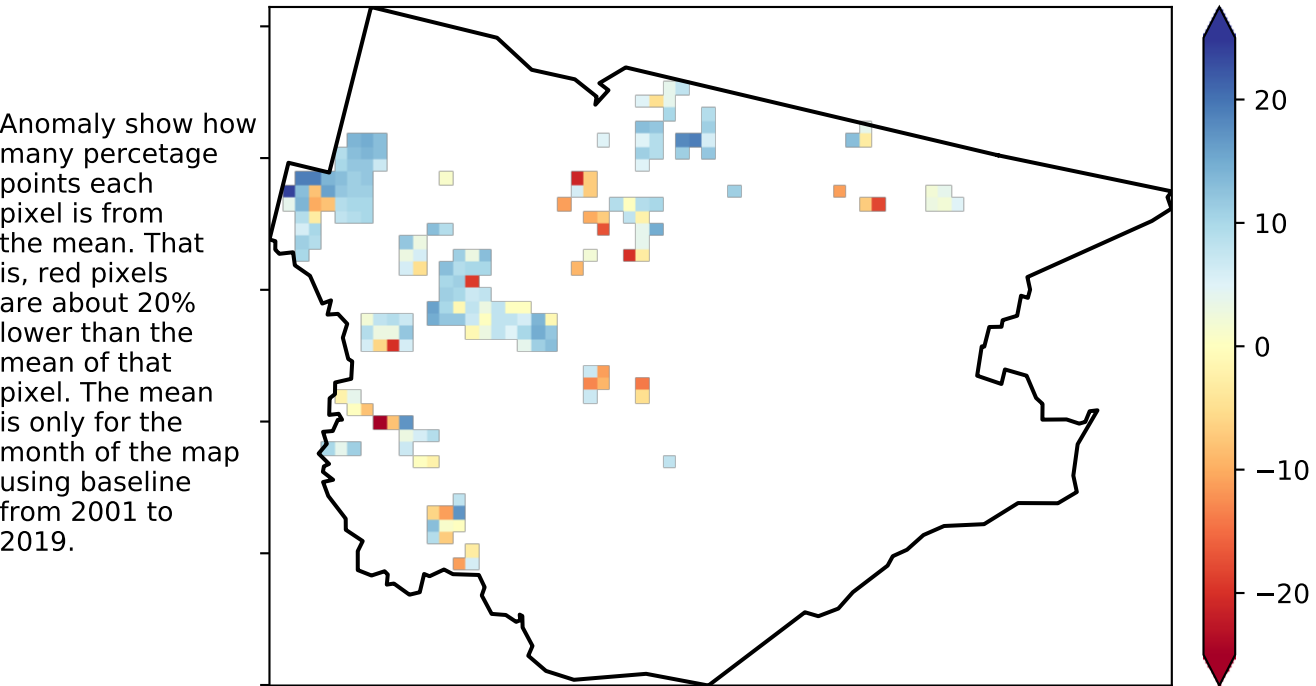 Anomaly show how
many percetage
points each
pixel is from
the mean. That
is, red pixels
are about 20%
lower than the
mean of that
pixel. The mean
is only for the
month of the map
using baseline
from 2001 to
2019.
20
10
0
−10
−20